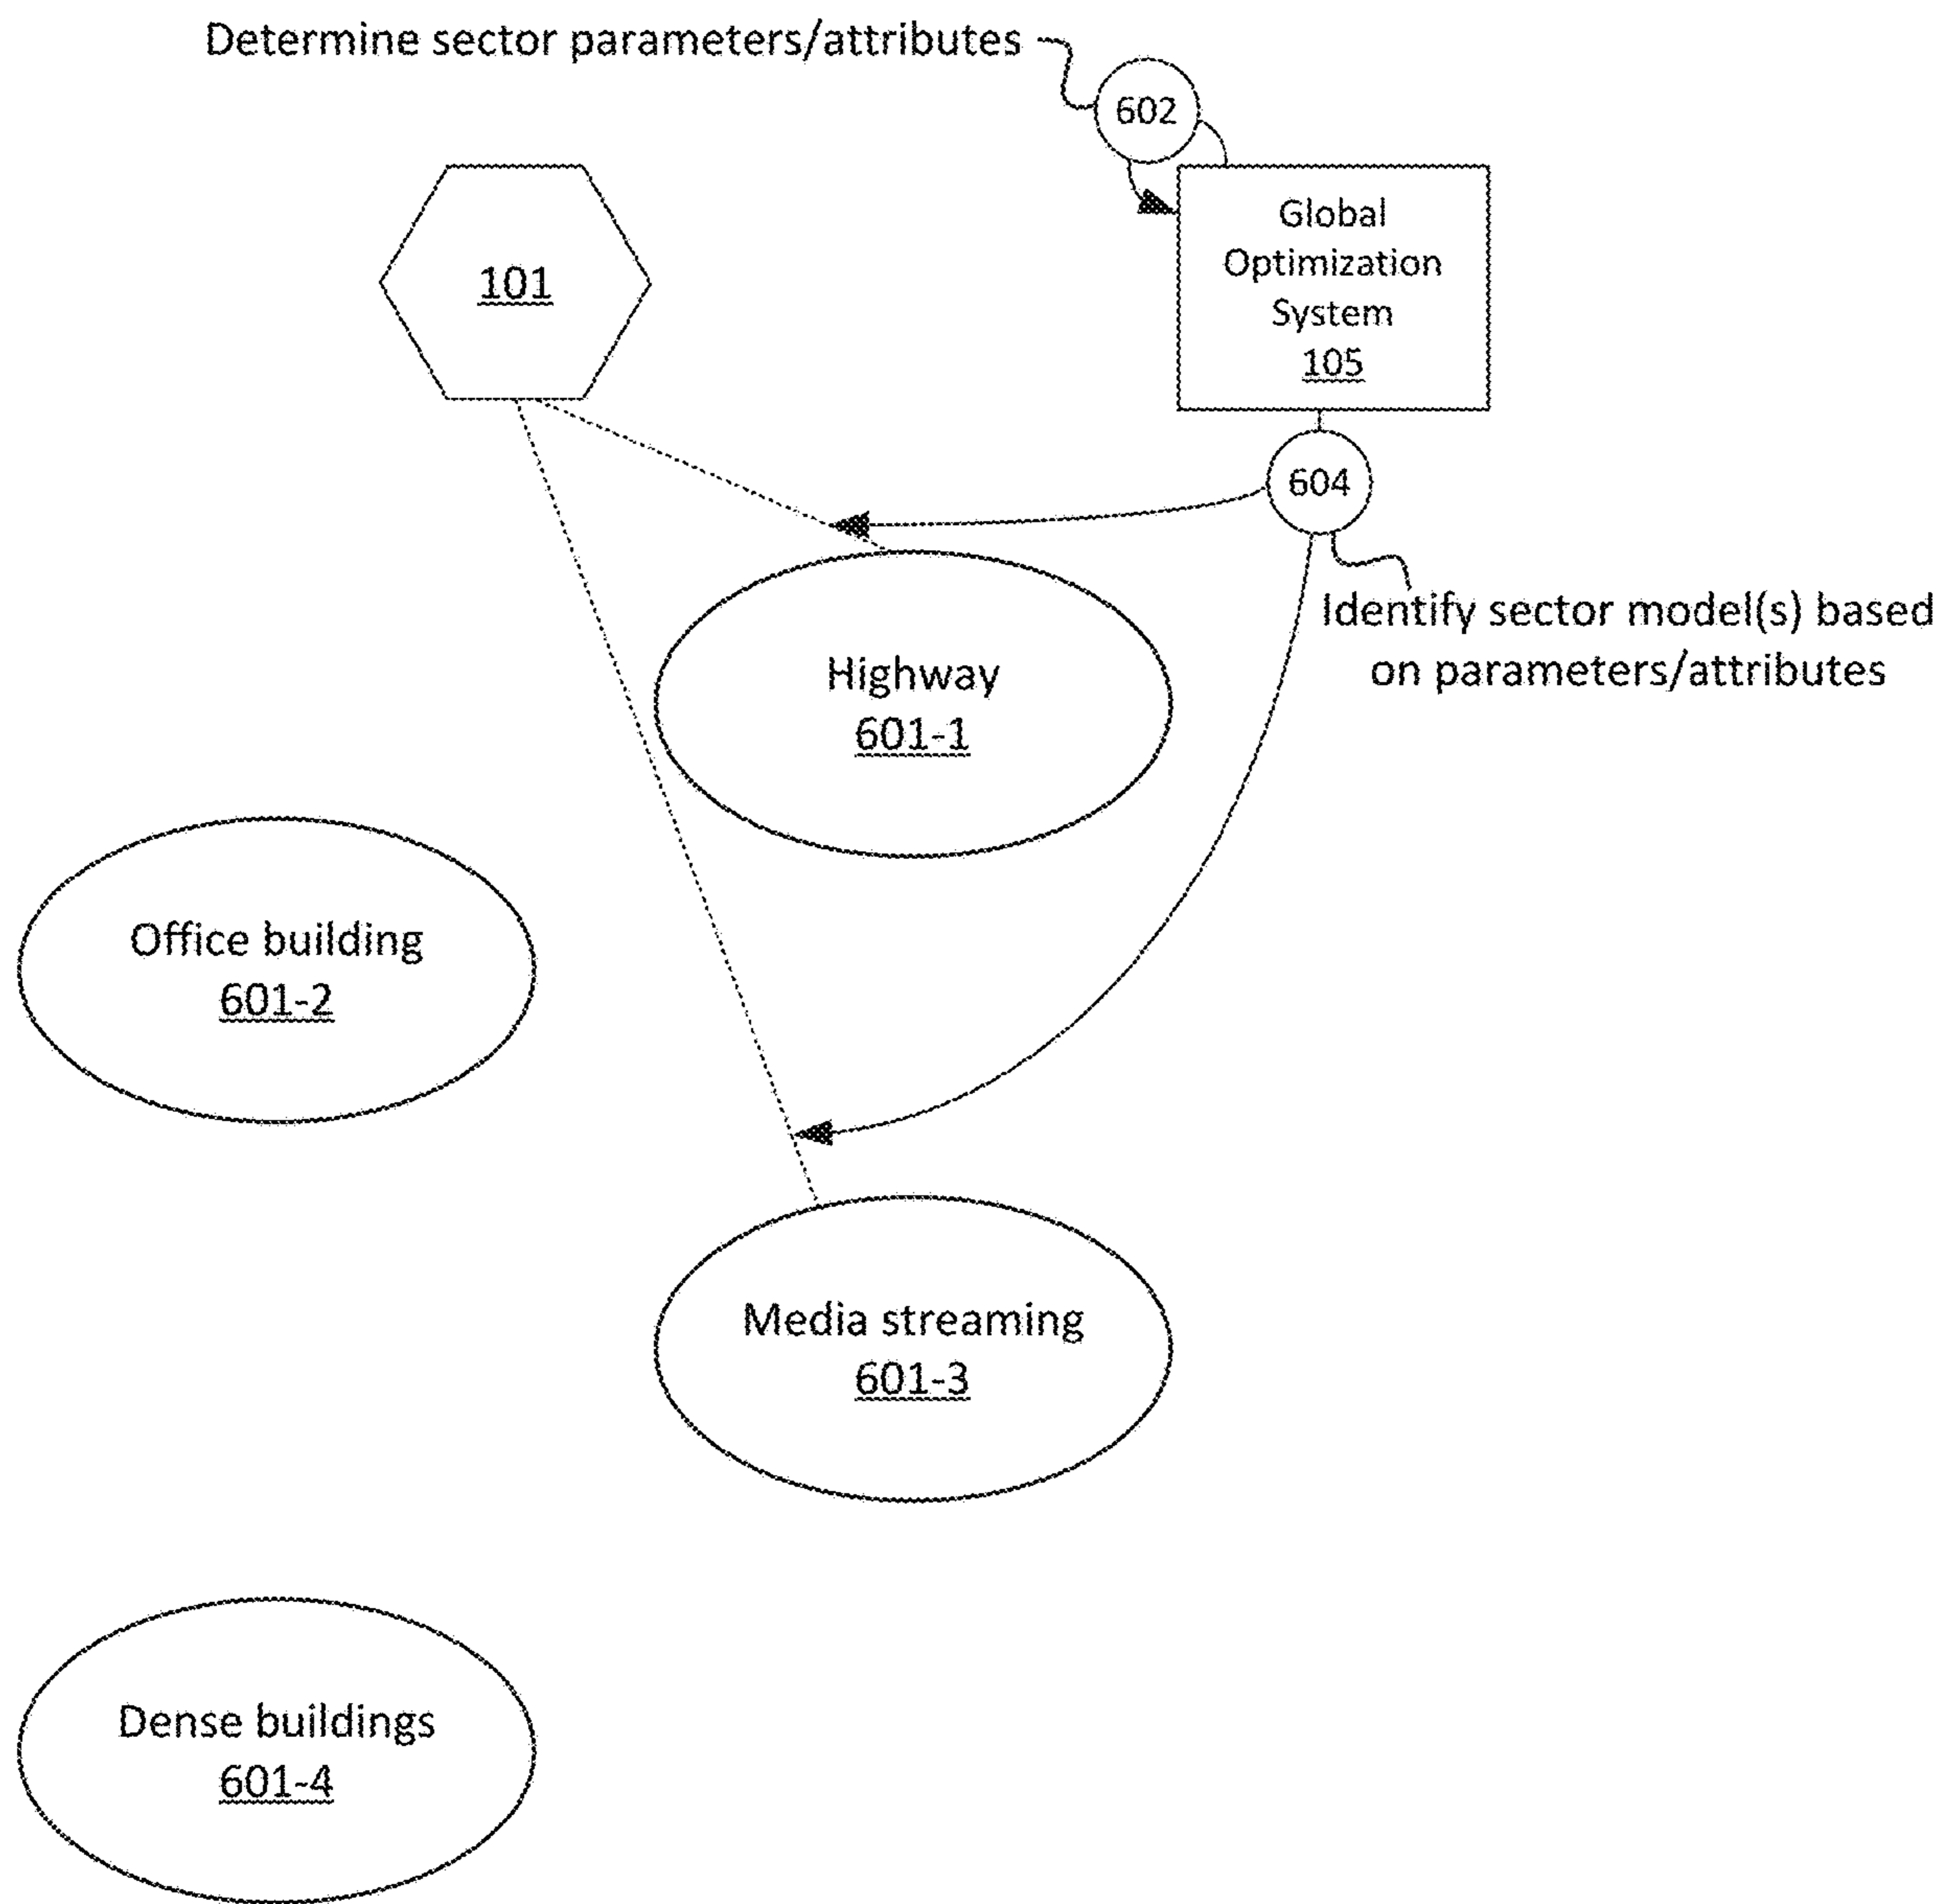 Determine sector parameters/attributes
602
Global
Optimization
System
105
101
604
Identify sector model(s) based
on parameters/attributes
Highway
601-1
Office building
601-2
Media streaming
601-3
Dense buildings
601-4